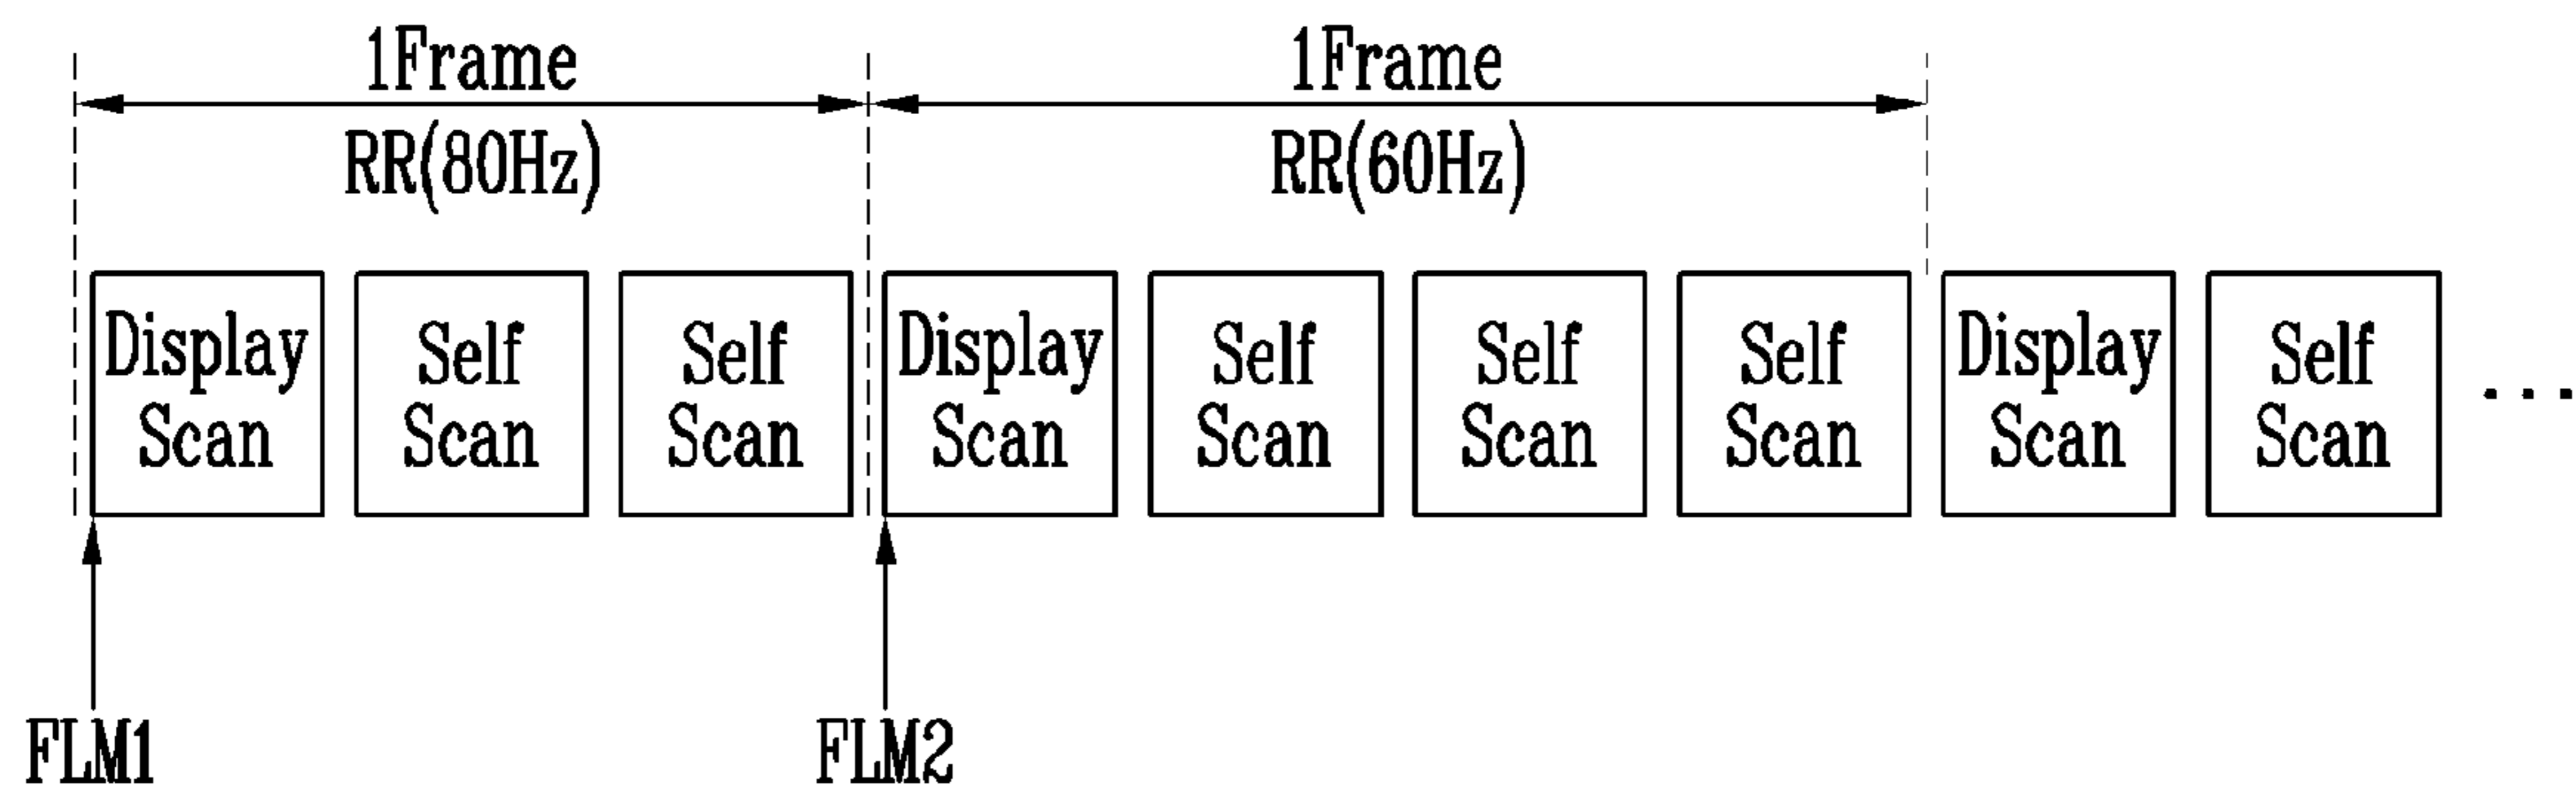 1Frame
1Frame
RR(80Hz)
RR(60Hz)
Display
Scan
Self
Scan
Self
Scan
Display
Scan
Self
Scan
Self
Scan
Self
Scan
Display
Scan
Self
Scan
...
FLM1
FLM2